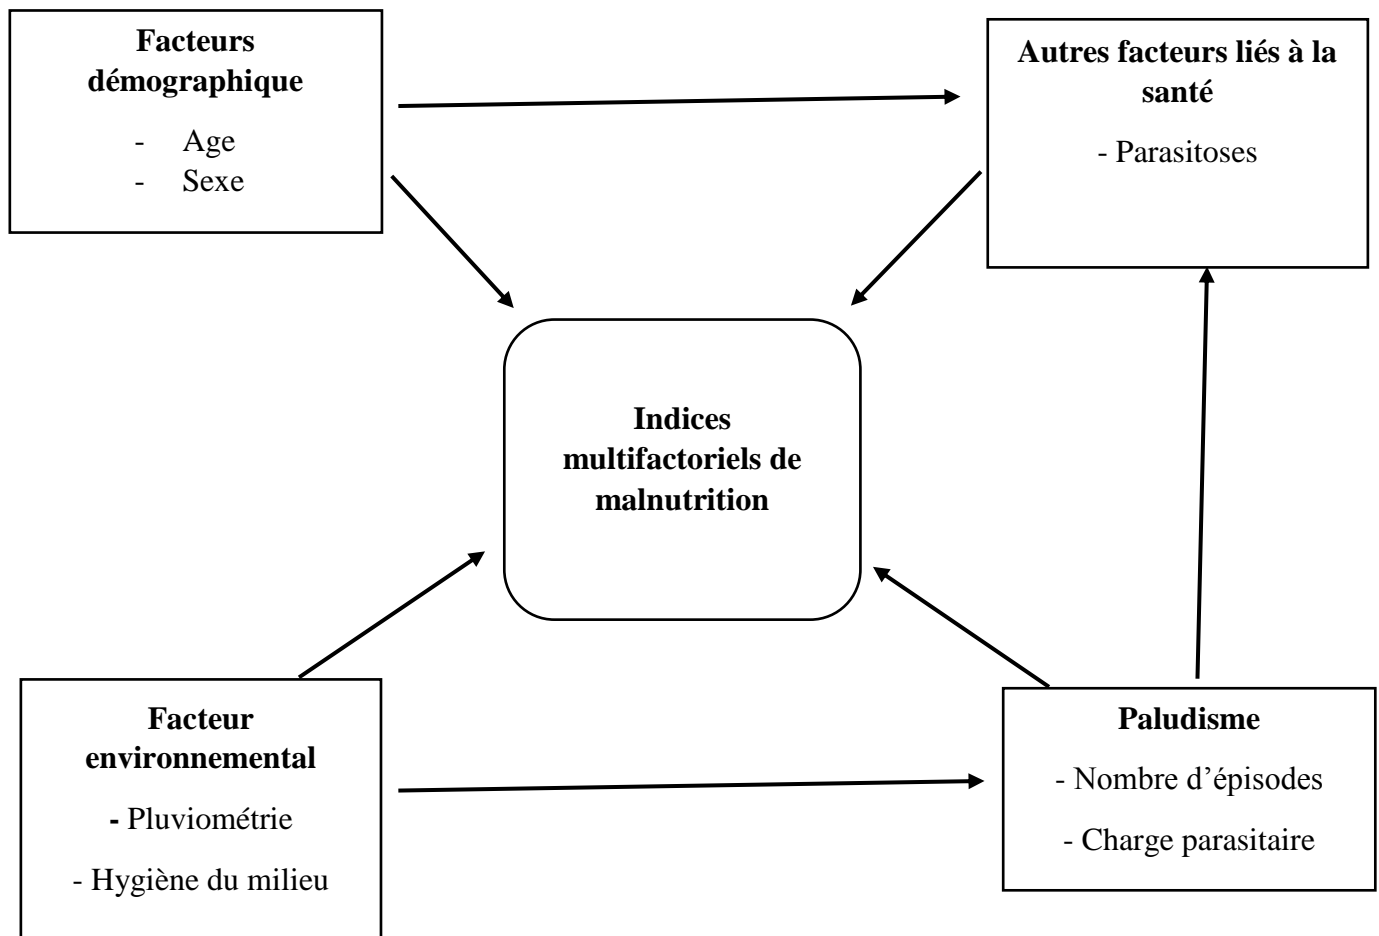 Facteurs
démographique
- Age
- Sexe
Autres facteurs liés à la
santé
- Parasitoses
Indices
multifactoriels de
malnutrition
Facteur
environnemental
- Pluviométrie
- Hygiène du milieu
Paludisme
- Nombre d’épisodes
- Charge parasitaire